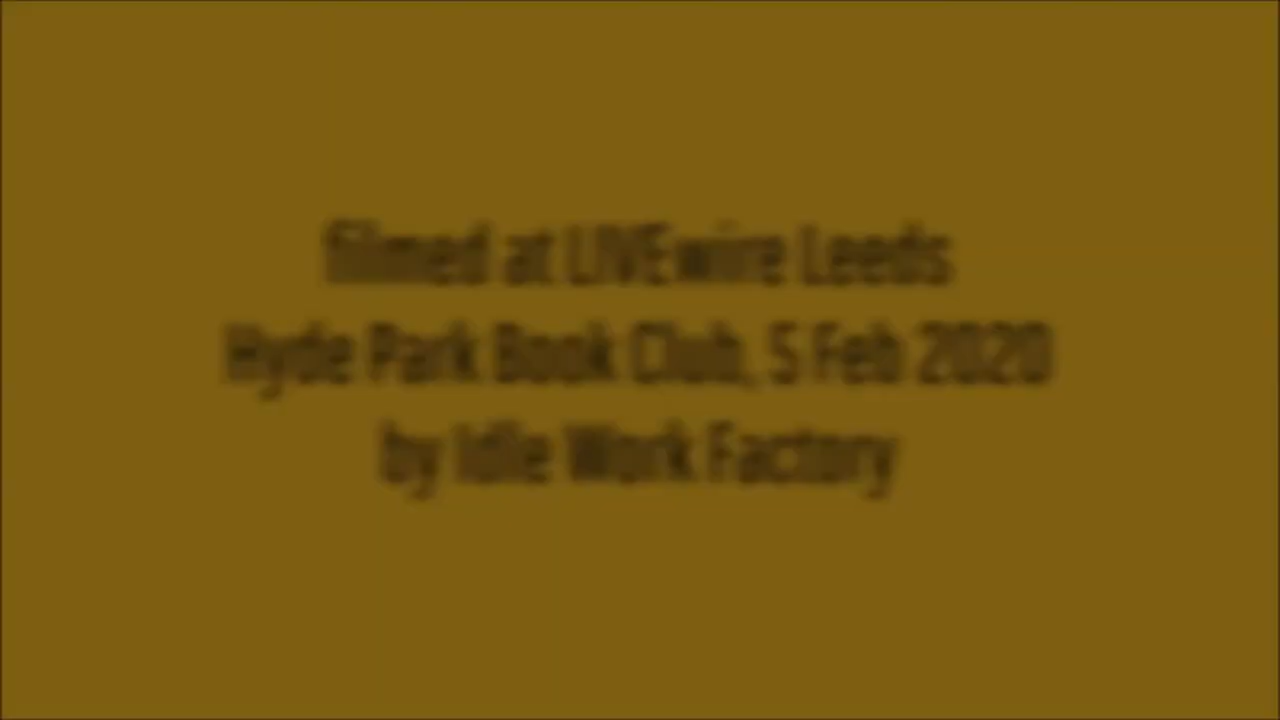 filmed at LIVEwire Leeds
Hyde Park Book Club, 5 Feb 2020
by Idle Work Factory